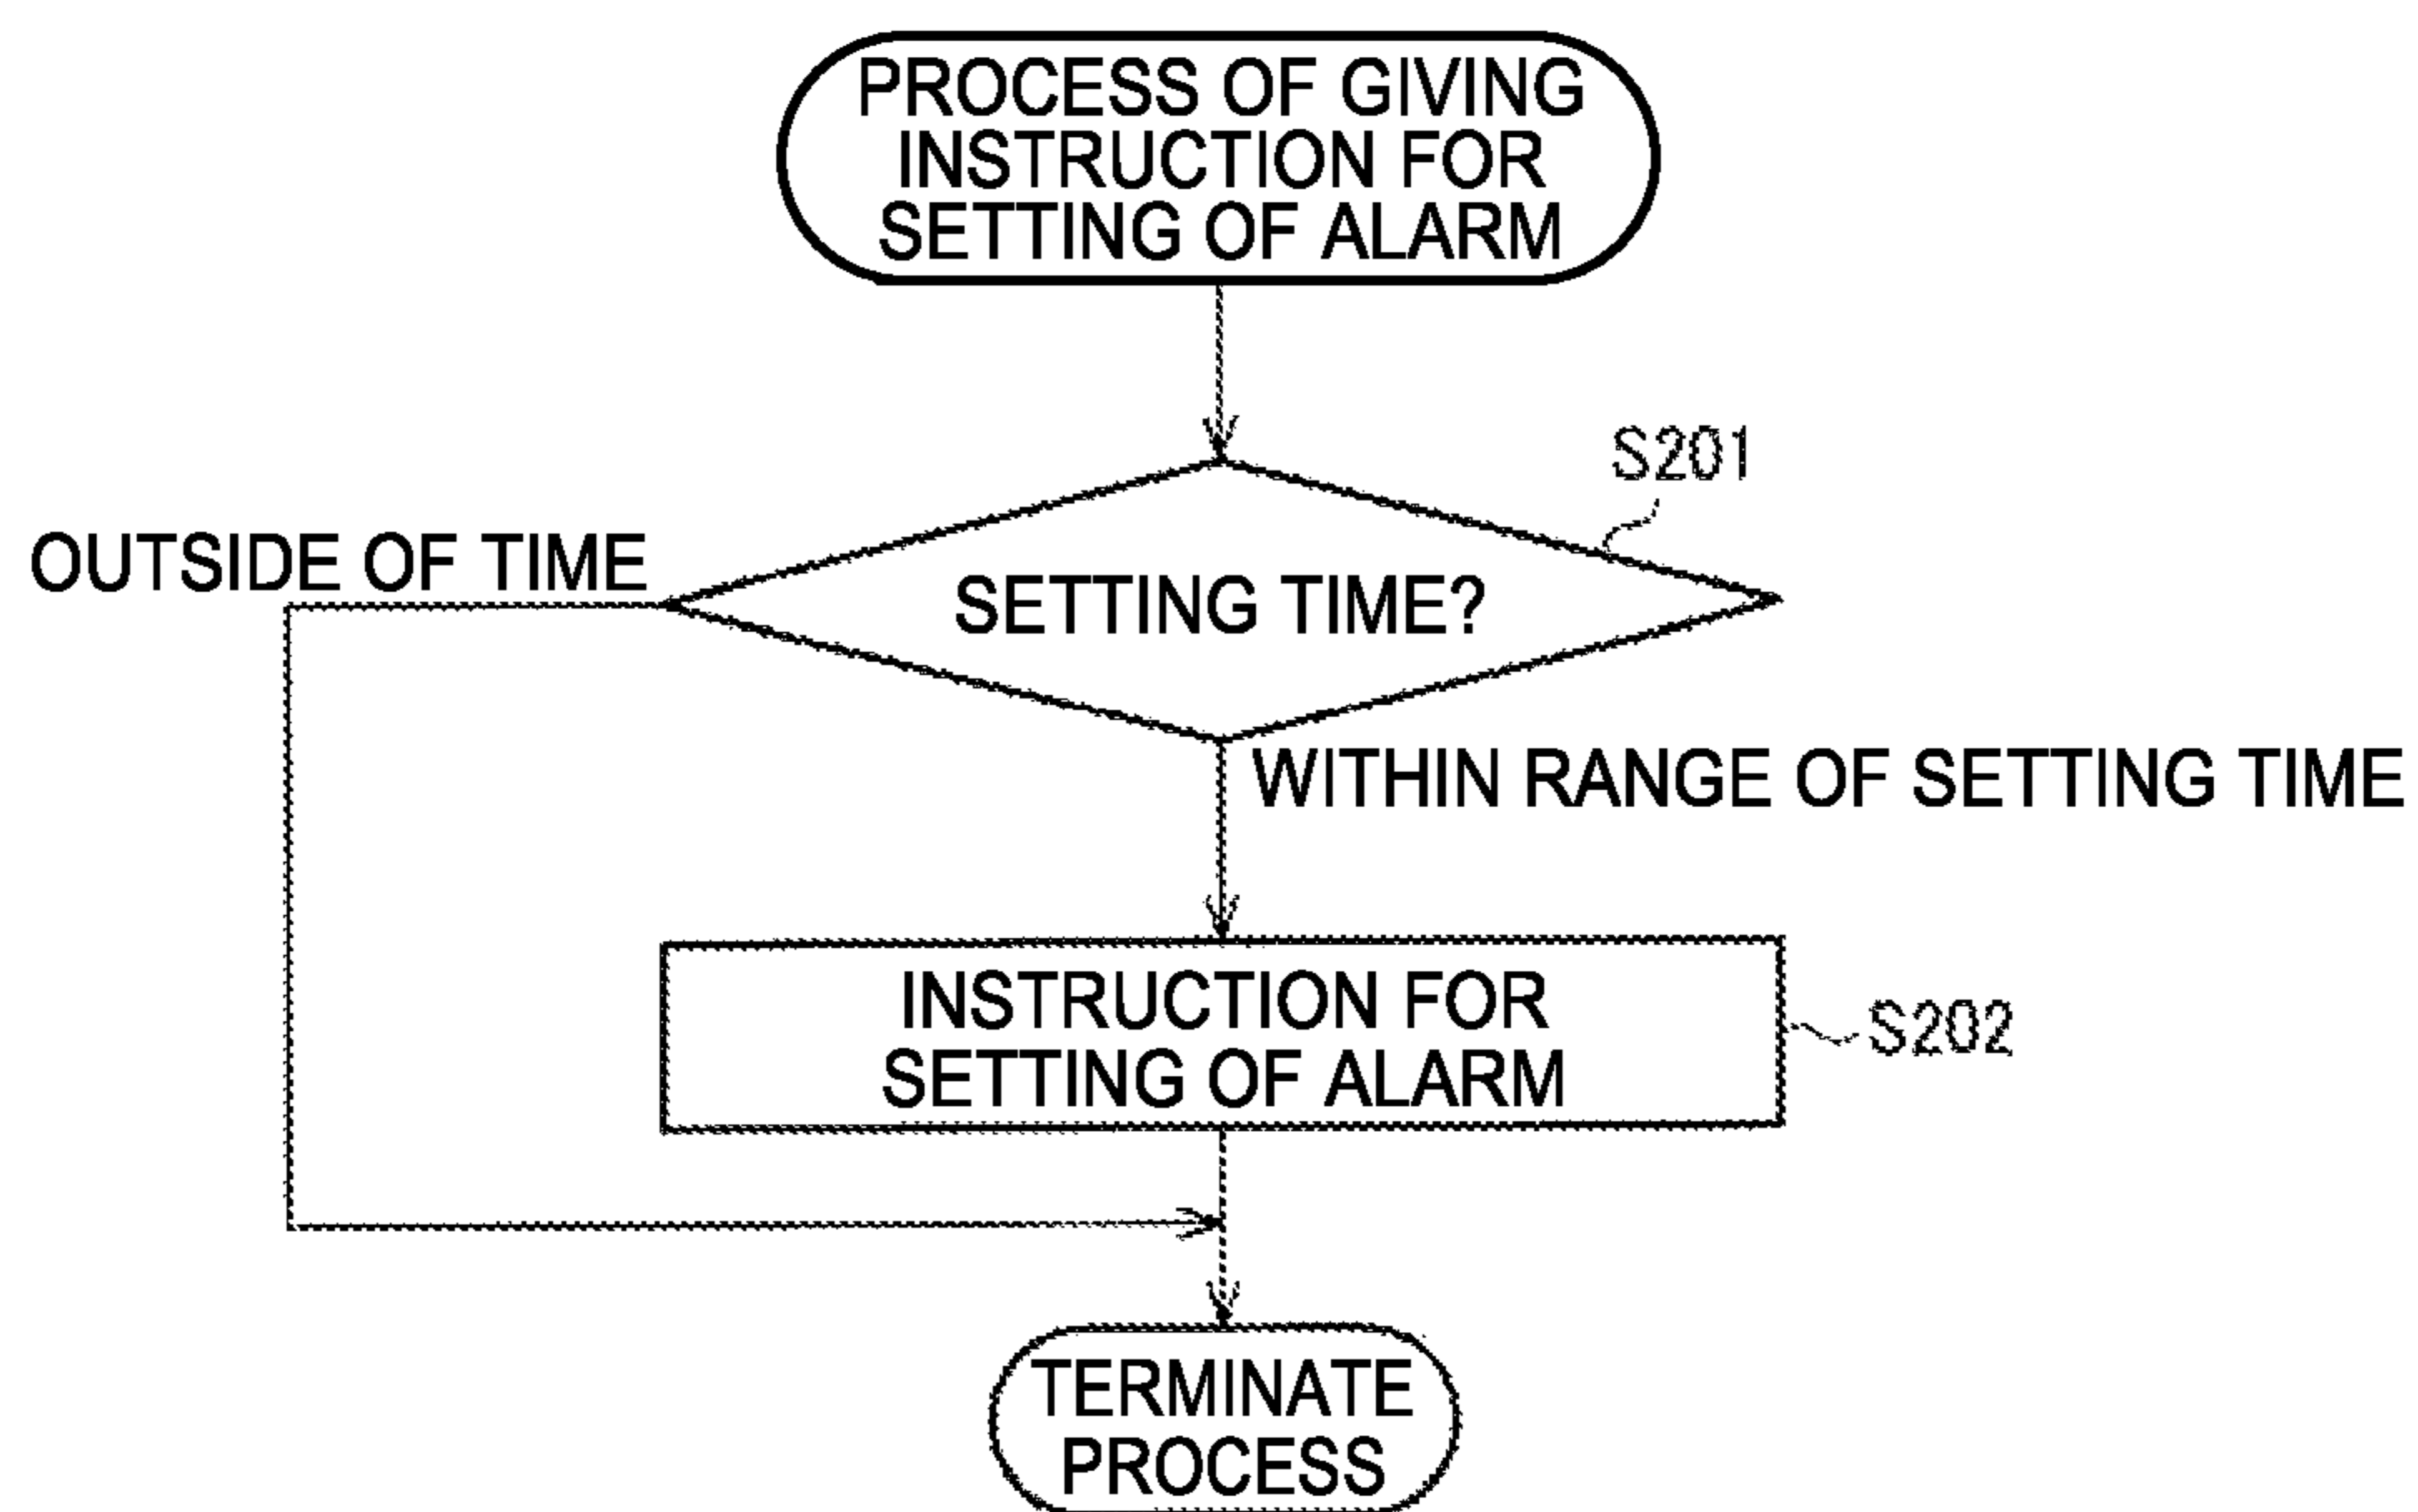 PROCESS OF GIVING
INSTRUCTION FOR
SETTING OF ALARM
S201
OUTSIDE OF TIME
SETTING TIME?
WITHIN RANGE OF SETTING TIME
INSTRUCTION FOR
SETTING OF ALARM
S202
TERMINATE
PROCESS